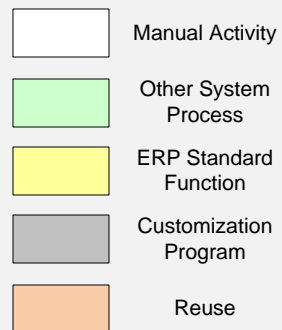 Manual Activity
Other System
Process
ERP Standard
Function
Customization
Program
Reuse